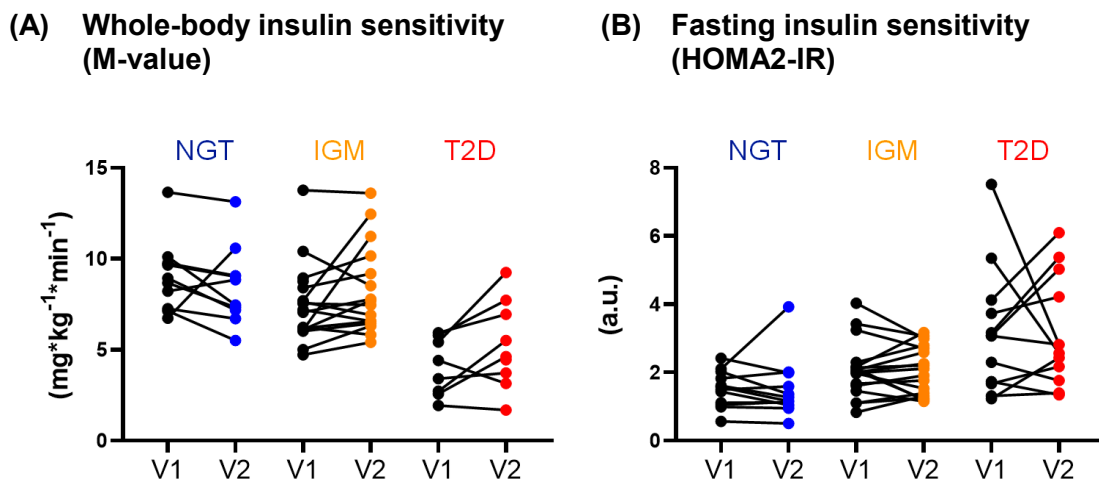 (A) Whole-body insulin sensitivity
(M-value)
NGT IGM T2D
15
10
5
0
(mg*kg⁻¹*min⁻¹)
V1 V2 V1 V2 V1 V2
(B) Fasting insulin sensitivity
(HOMA2-IR)
NGT IGM T2D
8
6
4
2
0
(a.u.)
V1 V2 V1 V2 V1 V2